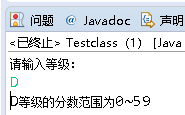 问题 @ Javadoc 声明
<已终止> Testclass (1) [Java
请输入等级:
D
D等级的分数范围为0~59